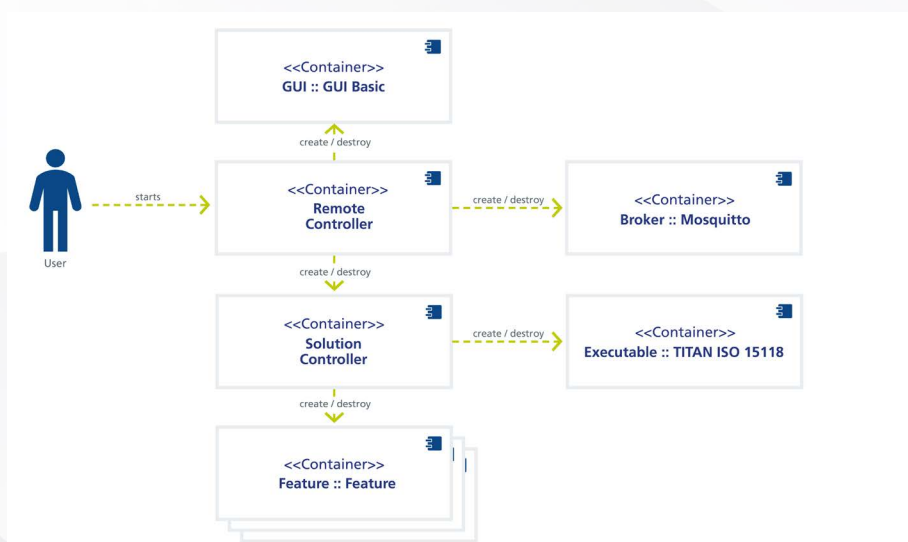 <<Container>>
GUI :: GUI Basic
create / destroy
starts
User
<<Container>>
Remote
Controller
create / destroy
<<Container>>
Broker :: Mosquitto
create / destroy
<<Container>>
Solution
Controller
create / destroy
<<Container>>
Executable :: TITAN ISO 15118
create / destroy
<<Container>>
Feature :: Feature